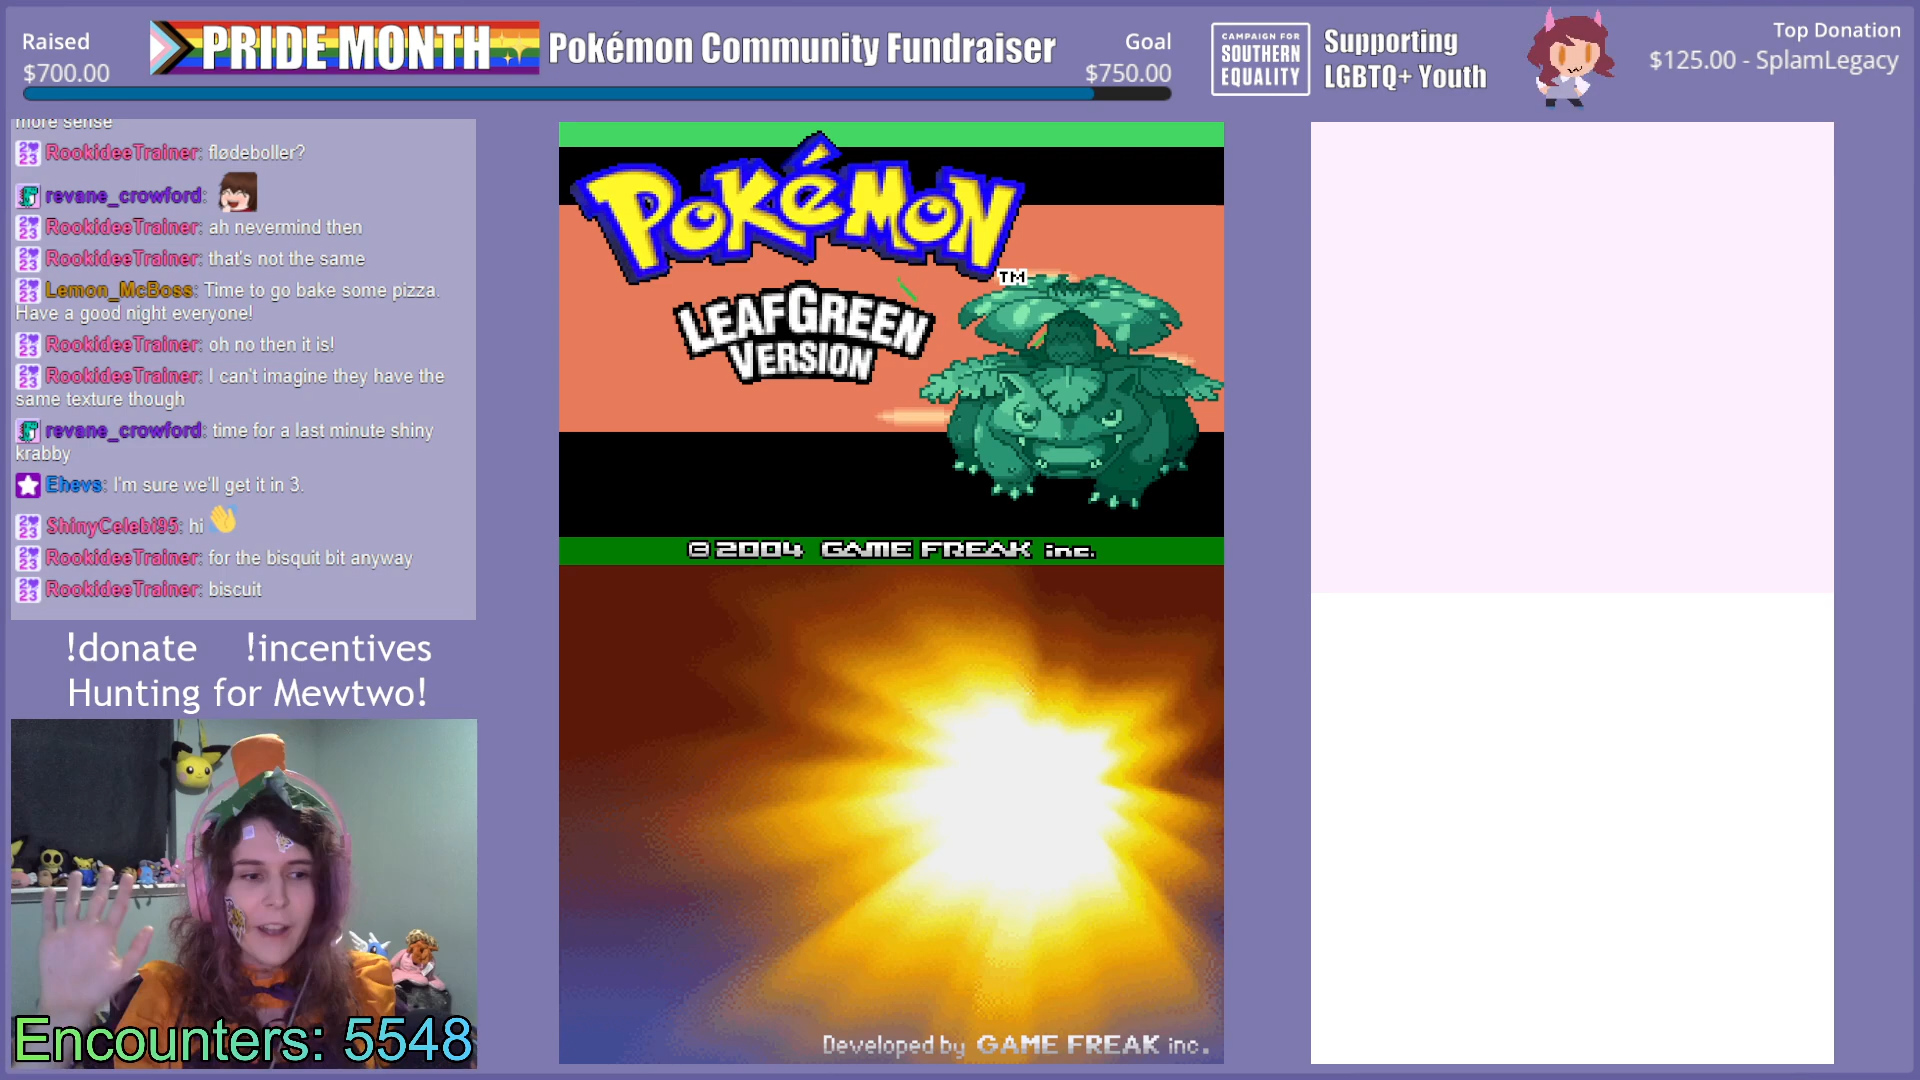 Raised
$700.00
PRIDE MONTH
Pokémon Community Fundraiser
Goal
$750.00
CAMPAIGN FOR
SOUTHERN
EQUALITY
Supporting
LGBTQ+ Youth
Top Donation
$125.00 - SplamLegacy
more sense
RookideeTrainer: flødeboller?
revane_crowford:
RookideeTrainer: ah nevermind then
RookideeTrainer: that's not the same
Lemon_McBoss: Time to go bake some pizza.
Have a good night everyone!
RookideeTrainer: oh no then it is!
RookideeTrainer: I can't imagine they have the
same texture though
revane_crowford: time for a last minute shiny
krabby
Ehevs: I'm sure we'll get it in 3.
ShinyCelebi95: hi
RookideeTrainer: for the bisquit bit anyway
RookideeTrainer: biscuit
!donate !incentives
Hunting for Mewtwo!
Encounters: 5548
POKéMON
TM
LEAFGREEN
VERSION
© 2004 GAME FREAK inc.
Developed by GAME FREAK inc.